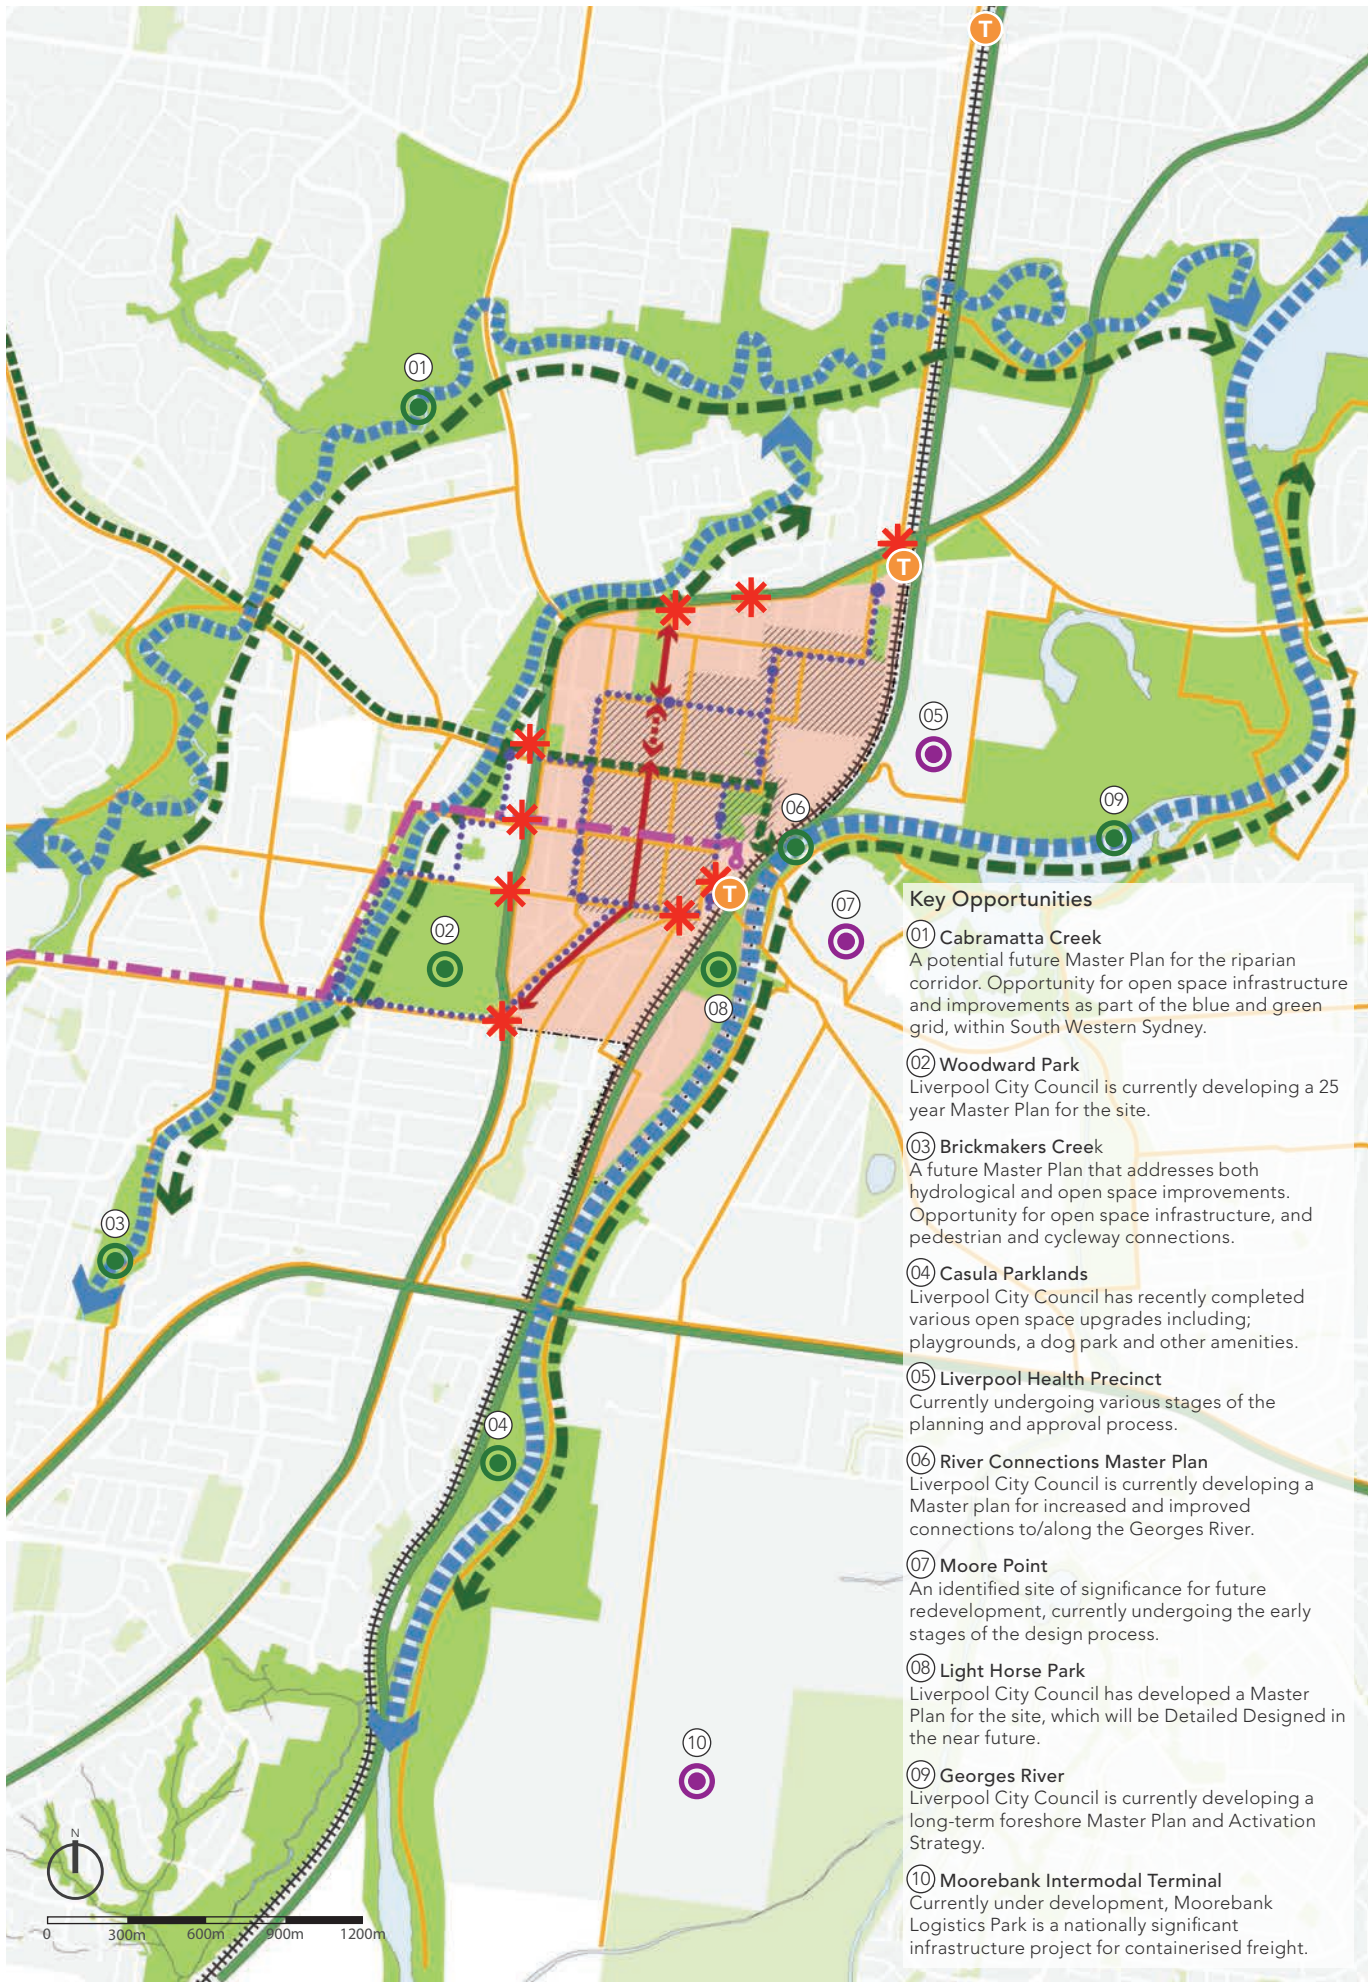 T
01
T
05
06
09
T
07
02
08
03
04
10
N
0 300m 600m 900m 1200m
Key Opportunities
01 Cabramatta Creek
A potential future Master Plan for the riparian
corridor. Opportunity for open space infrastructure
and improvements as part of the blue and green
grid, within South Western Sydney.
02 Woodward Park
Liverpool City Council is currently developing a 25
year Master Plan for the site.
03 Brickmakers Creek
A future Master Plan that addresses both
hydrological and open space improvements.
Opportunity for open space infrastructure, and
pedestrian and cycleway connections.
04 Casula Parklands
Liverpool City Council has recently completed
various open space upgrades including;
playgrounds, a dog park and other amenities.
05 Liverpool Health Precinct
Currently undergoing various stages of the
planning and approval process.
06 River Connections Master Plan
Liverpool City Council is currently developing a
Master plan for increased and improved
connections to/along the Georges River.
07 Moore Point
An identified site of significance for future
redevelopment, currently undergoing the early
stages of the design process.
08 Light Horse Park
Liverpool City Council has developed a Master
Plan for the site, which will be Detailed Designed in
the near future.
09 Georges River
Liverpool City Council is currently developing a
long-term foreshore Master Plan and Activation
Strategy.
10 Moorebank Intermodal Terminal
Currently under development, Moorebank
Logistics Park is a nationally significant
infrastructure project for containerised freight.